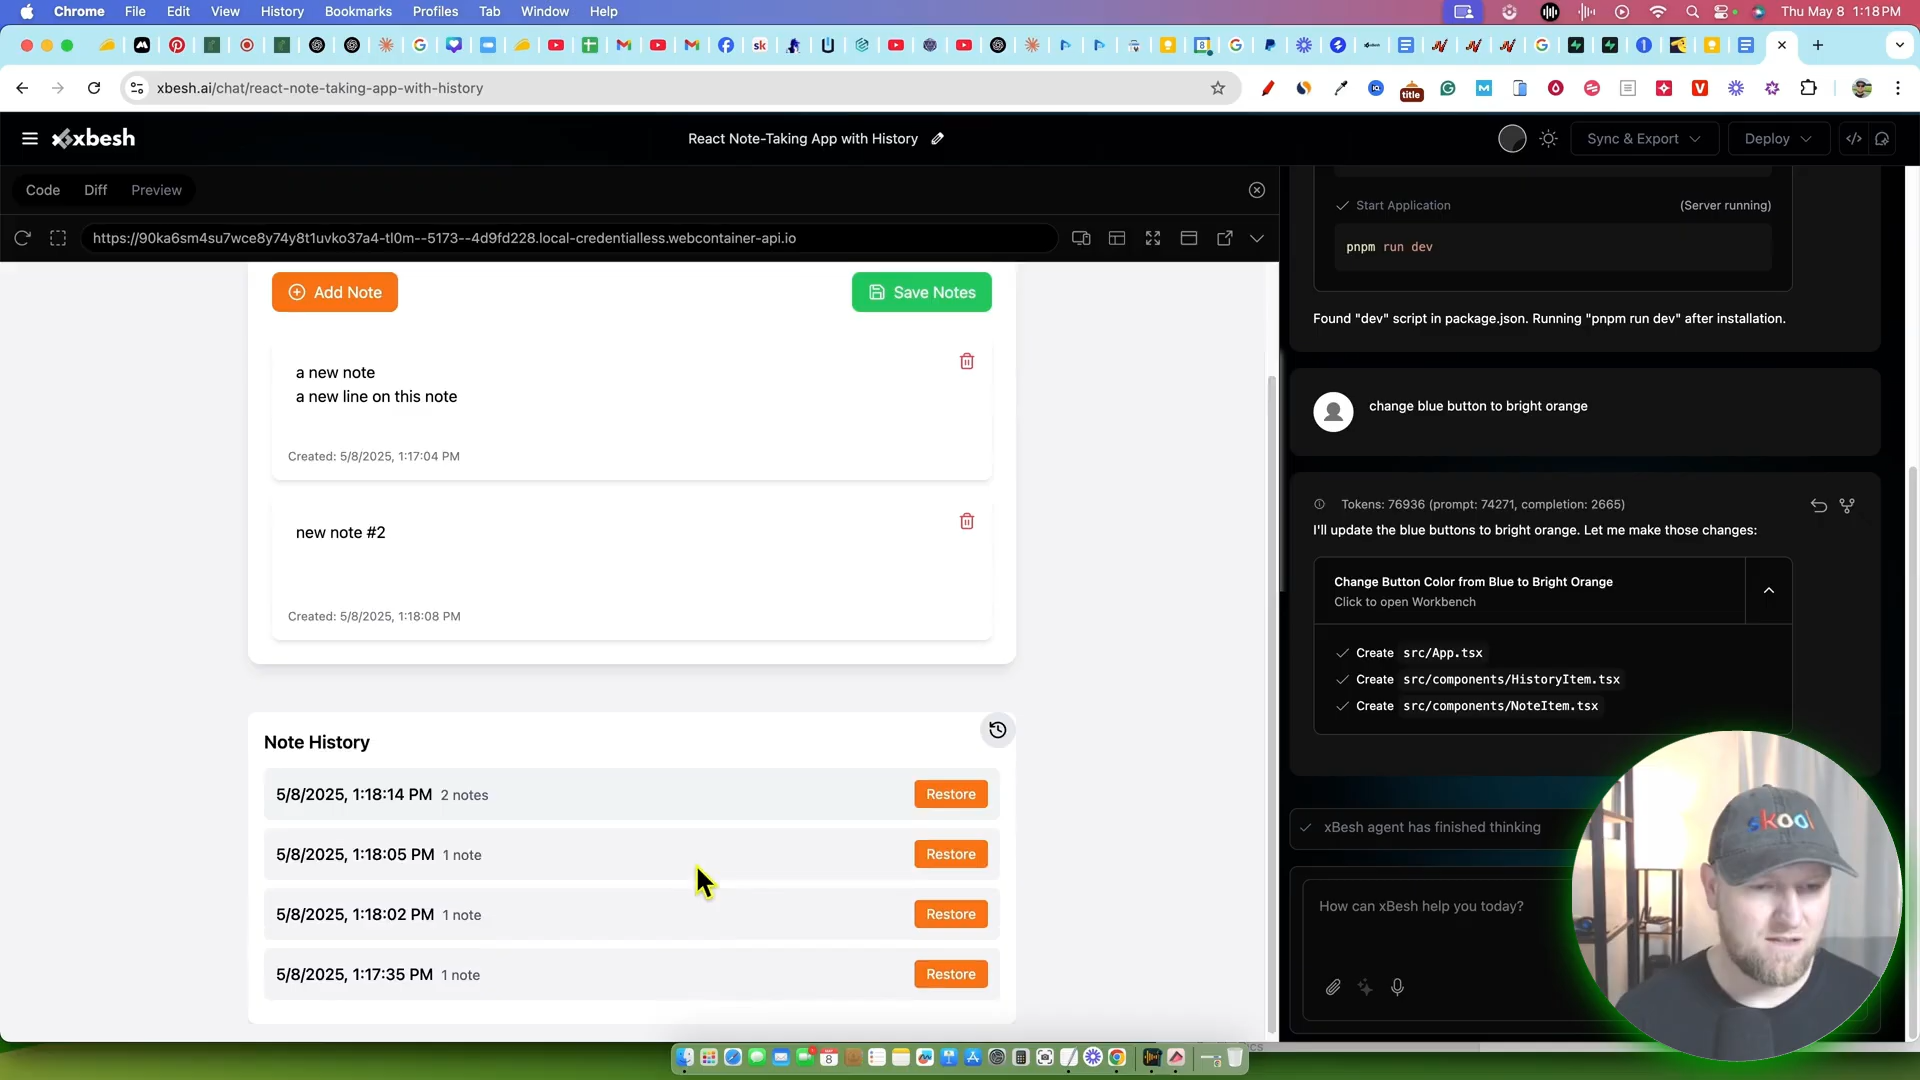 Chrome File Edit View History Bookmarks Profiles Tab Window Help
Thu May 8 1:18 PM
xbesh.ai/chat/react-note-taking-app-with-history
title
xbesh
React Note-Taking App with History
Sync & Export
Deploy
Code Diff Preview
https://90ka6sm4su7wce8y74y8t1uvko37a4-tl0m--5173--4d9fd228.local-credentialless.webcontainer-api.io
Add Note
Save Notes
a new note
a new line on this note
Created: 5/8/2025, 1:17:04 PM
new note #2
Created: 5/8/2025, 1:18:08 PM
Note History
5/8/2025, 1:18:14 PM 2 notes
Restore
5/8/2025, 1:18:05 PM 1 note
Restore
5/8/2025, 1:18:02 PM 1 note
Restore
5/8/2025, 1:17:35 PM 1 note
Restore
Start Application (Server running)
pnpm run dev
Found "dev" script in package.json. Running "pnpm run dev" after installation.
change blue button to bright orange
Tokens: 76936 (prompt: 74271, completion: 2665)
I'll update the blue buttons to bright orange. Let me make those changes:
Change Button Color from Blue to Bright Orange
Click to open Workbench
Create src/App.tsx
Create src/components/HistoryItem.tsx
Create src/components/NoteItem.tsx
xBesh agent has finished thinking
How can xBesh help you today?
skool